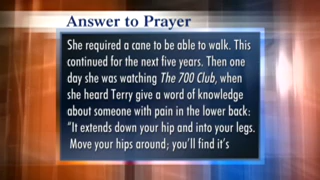 Answer to Prayer
She required a cane to be able to walk. This
continued for the next five years. Then one
day she was watching The 700 Club, when
she heard Terry give a word of knowledge
about someone with pain in the lower back:
“It extends down your hip and into your legs.
Move your hips around; you’ll find it’s